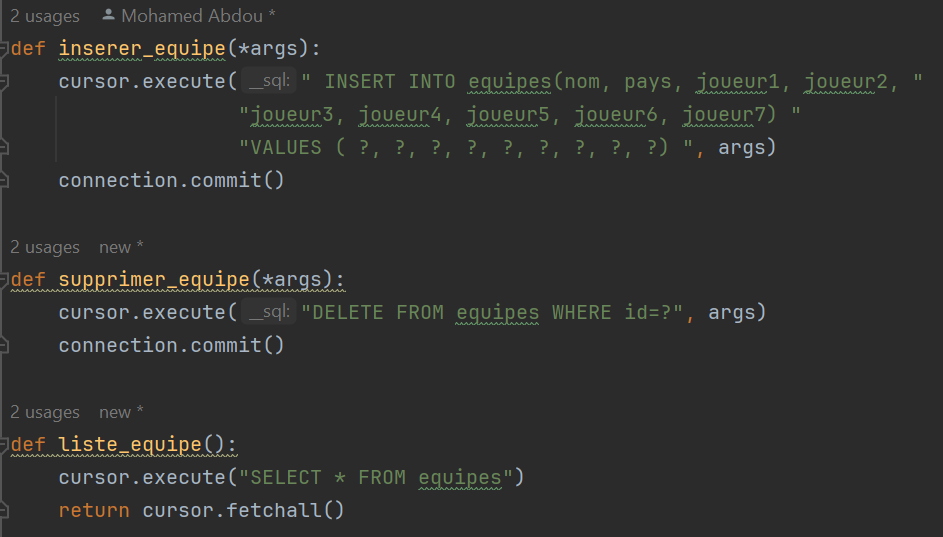 2 usages Mohamed Abdou *
def inserer_equipe(*args):
cursor.execute( __sql: " INSERT INTO equipes(nom, pays, joueur1, joueur2, "
"joueur3, joueur4, joueur5, joueur6, joueur7) "
"VALUES ( ?, ?, ?, ?, ?, ?, ?, ?, ?) ", args)
connection.commit()
2 usages new *
def supprimer_equipe(*args):
cursor.execute( __sql: "DELETE FROM equipes WHERE id=?", args)
connection.commit()
2 usages new *
def liste_equipe():
cursor.execute("SELECT * FROM equipes")
return cursor.fetchall()